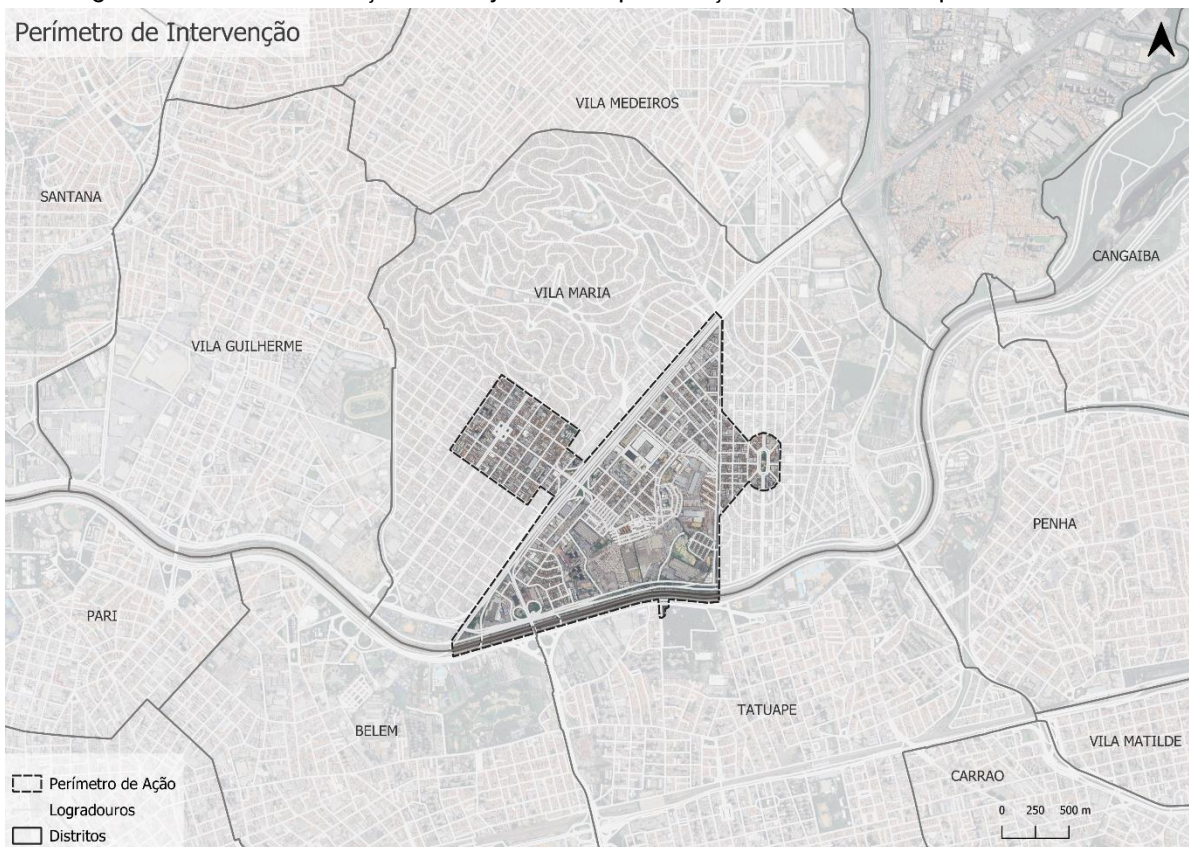 Perímetro de Intervenção
VILA MEDEIROS
SANTANA
CANGAIBA
VILA MARIA
VILA GUILHERME
PENHA
PARI
TATUAPE
BELEM
VILA MATILDE
CARRAO
Perímetro de Ação
Logradouros
Distritos
0 250 500 m